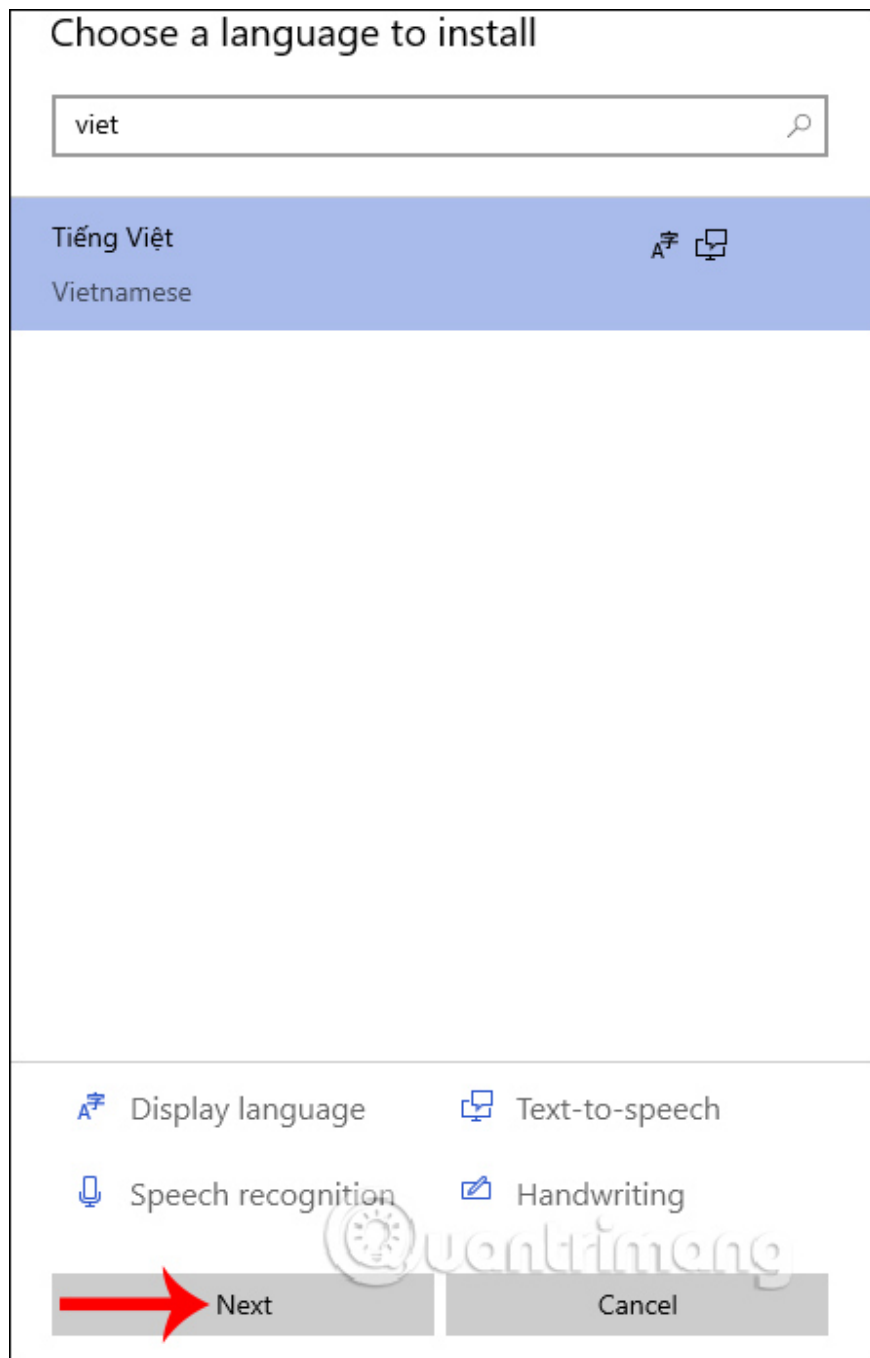 Choose a language to install
viet
Tiếng Việt
Vietnamese
Display language
Text-to-speech
Speech recognition
Handwriting
Quantrimang
Next
Cancel